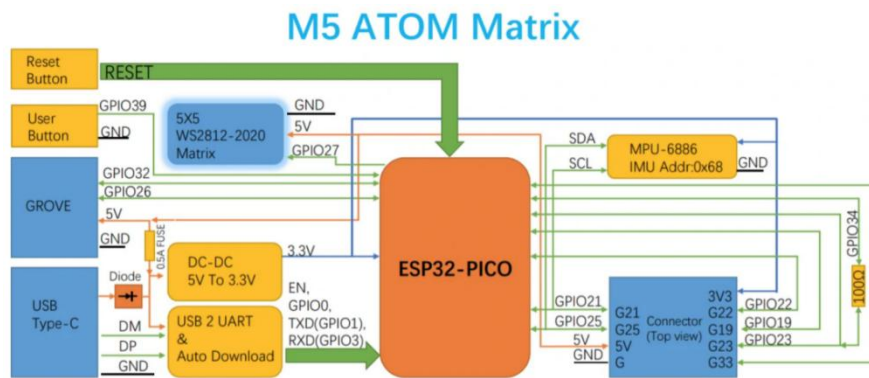 M5 ATOM Matrix
Reset
Button
RESET
GPIO39
User
Button
GND
5X5
WS2812-2020
Matrix
GND
5V
GPIO27
GPIO32
GPIO26
GROVE
5V
GND
0.5A FUSE
DC-DC
5V To 3.3V
3.3V
Diode
USB
Type-C
DM
DP
GND
USB 2 UART
&
Auto Download
EN,
GPIO0,
TXD(GPIO1),
RXD(GPIO3)
ESP32-PICO
SDA
SCL
MPU-6886
IMU Addr:0x68
GND
GPIO34
100Ω
GPIO21
GPIO25
5V
GND
G21
G25
5V
G
Connector
(Top view)
3V3
G22
G19
G23
G33
GPIO22
GPIO19
GPIO23